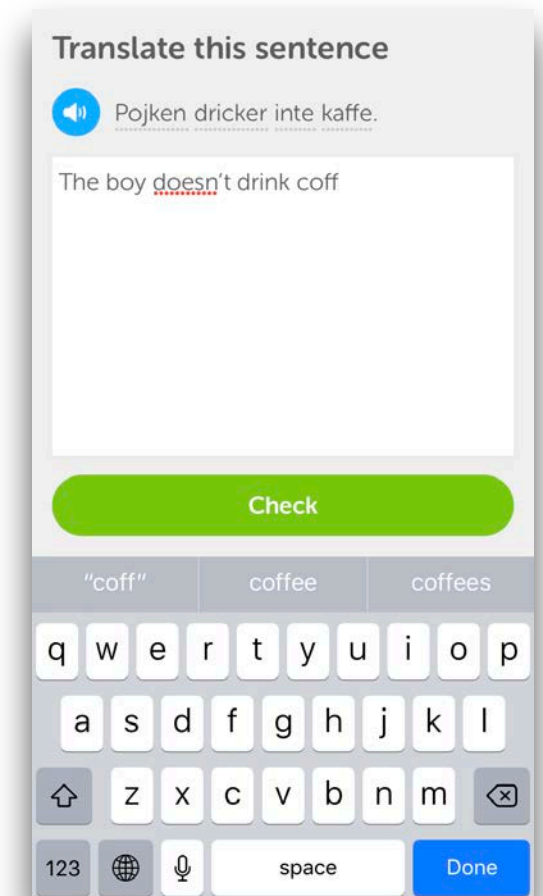 Translate this sentence
Pojken dricker inte kaffe.
The boy doesn't drink coff
Check
"coff" coffee coffees
q w e r t y u i o p
a s d f g h j k l
z x c v b n m
123 space Done